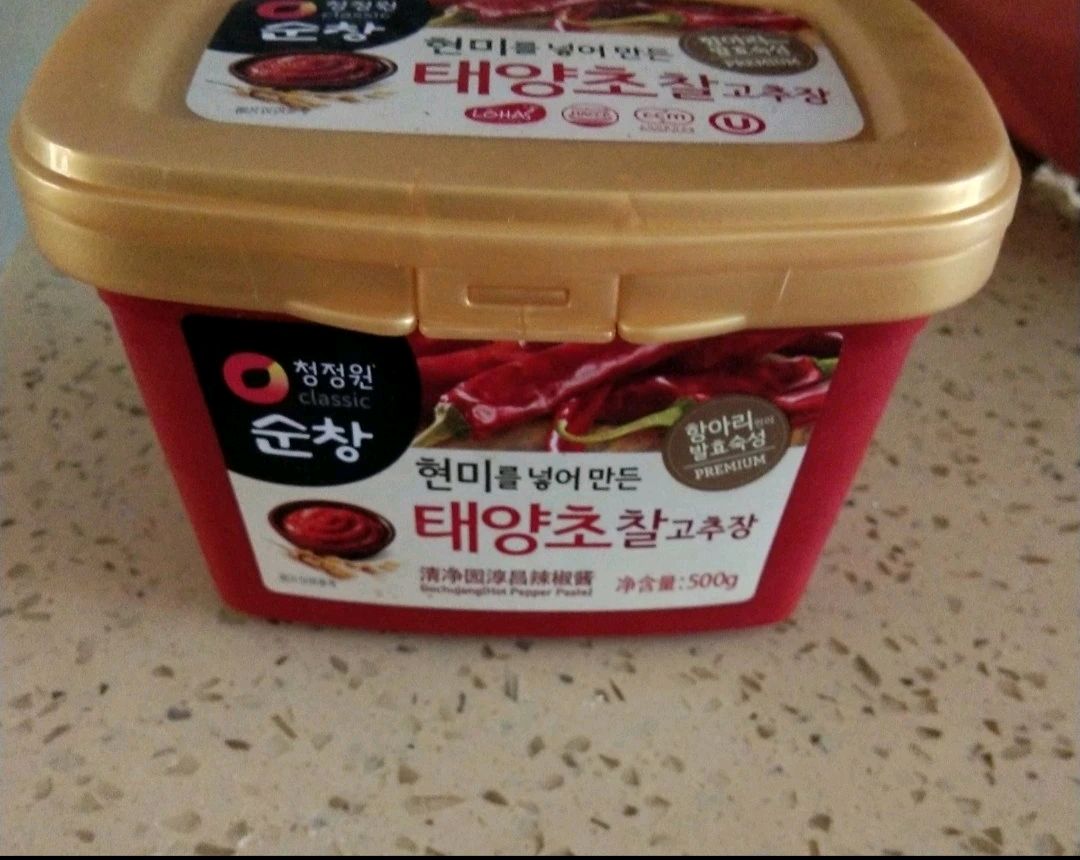 청정원
classic
순창
현미를 넣어 만든
PREMIUM
태양초찰고추장
LOHAS
청정원
classic
순창
항아리
발효숙성
PREMIUM
현미를 넣어 만든
태양초찰고추장
清净园淳昌辣椒酱
净含量:500g
Gochujang(Hot Pepper Paste)